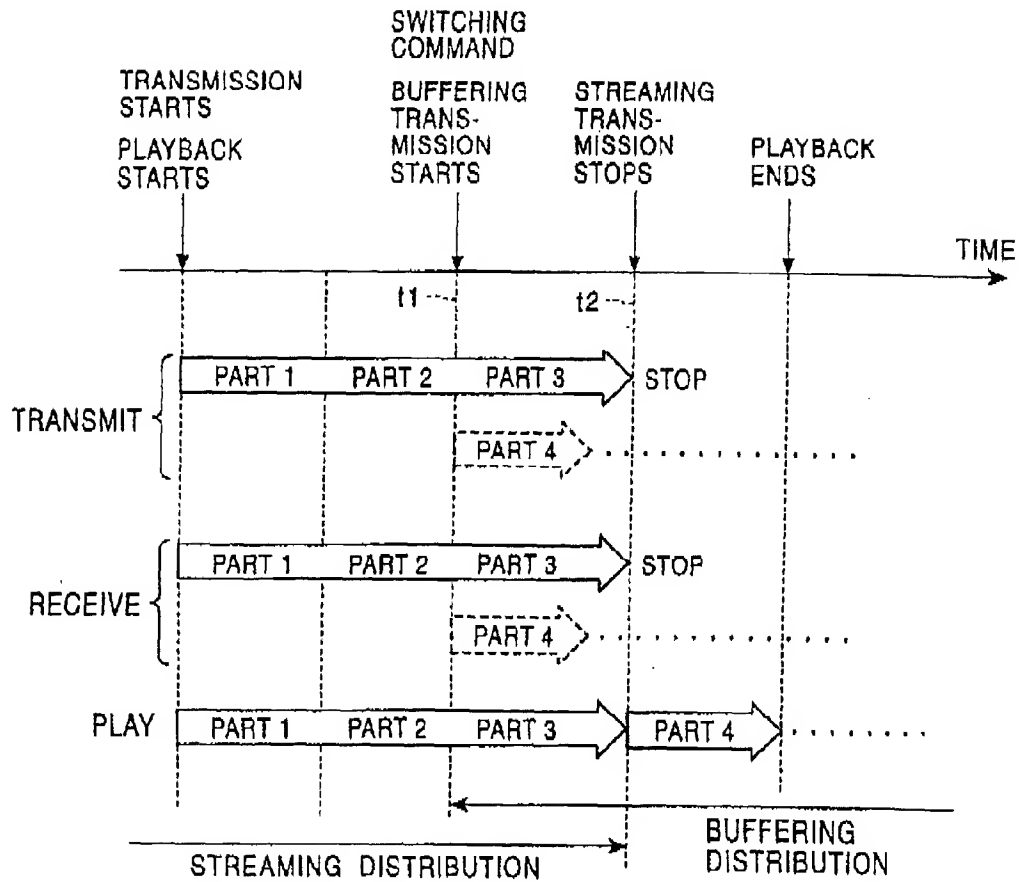 SWITCHING
COMMAND
TRANSMISSION
STARTS
PLAYBACK
STARTS
BUFFERING
TRANS-
MISSION
STARTS
STREAMING
TRANS-
MISSION
STOPS
PLAYBACK
ENDS
TIME
t1
t2
TRANSMIT
PART 1 PART 2 PART 3 STOP
PART 4
RECEIVE
PART 1 PART 2 PART 3 STOP
PART 4
PLAY PART 1 PART 2 PART 3 PART 4
STREAMING DISTRIBUTION
BUFFERING
DISTRIBUTION